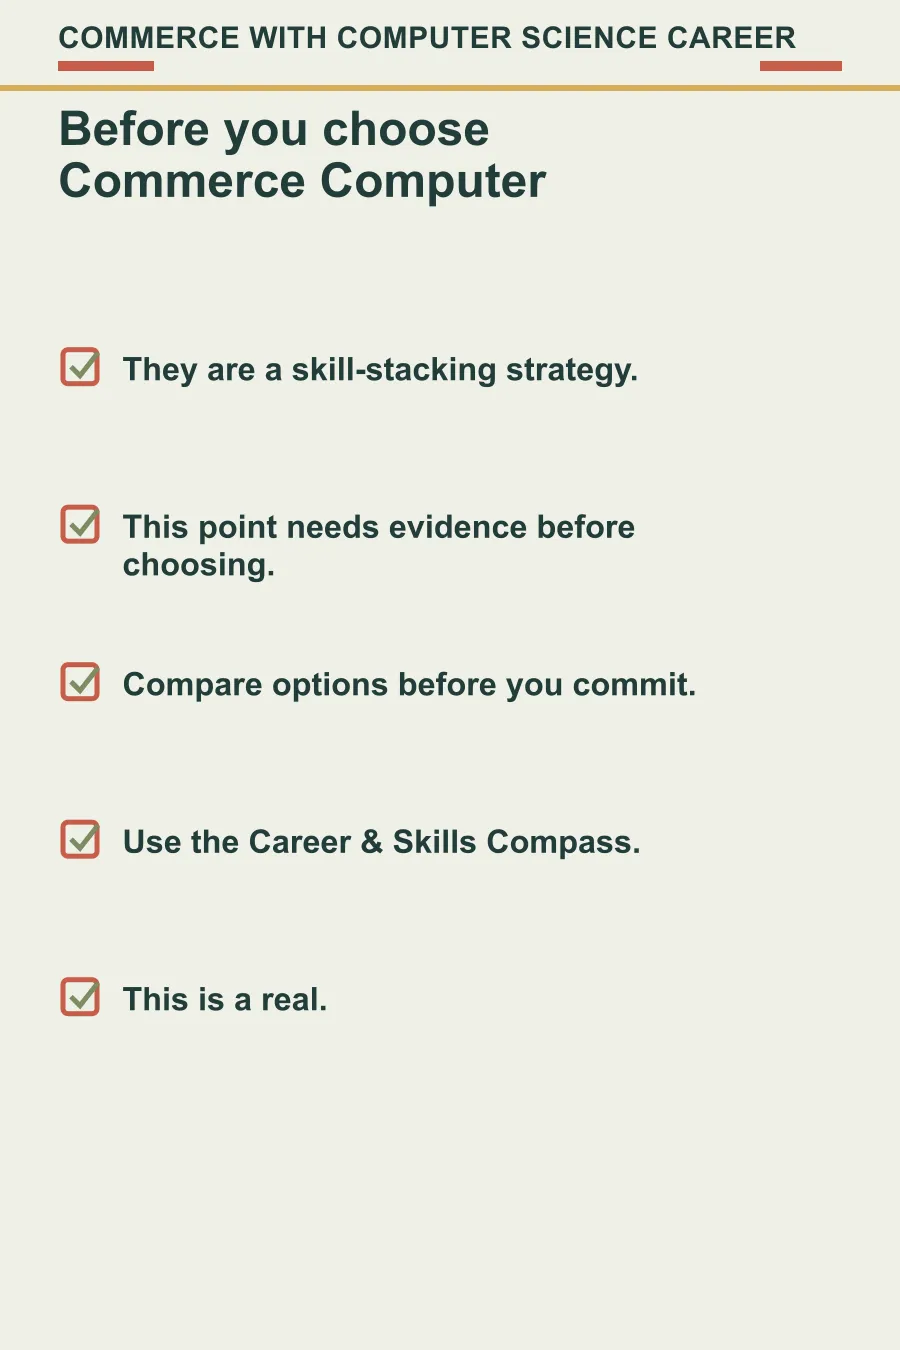 COMMERCE WITH COMPUTER SCIENCE CAREER
Before you choose
Commerce Computer
They are a skill-stacking strategy.
This point needs evidence before
choosing.
Compare options before you commit.
Use the Career & Skills Compass.
This is a real.